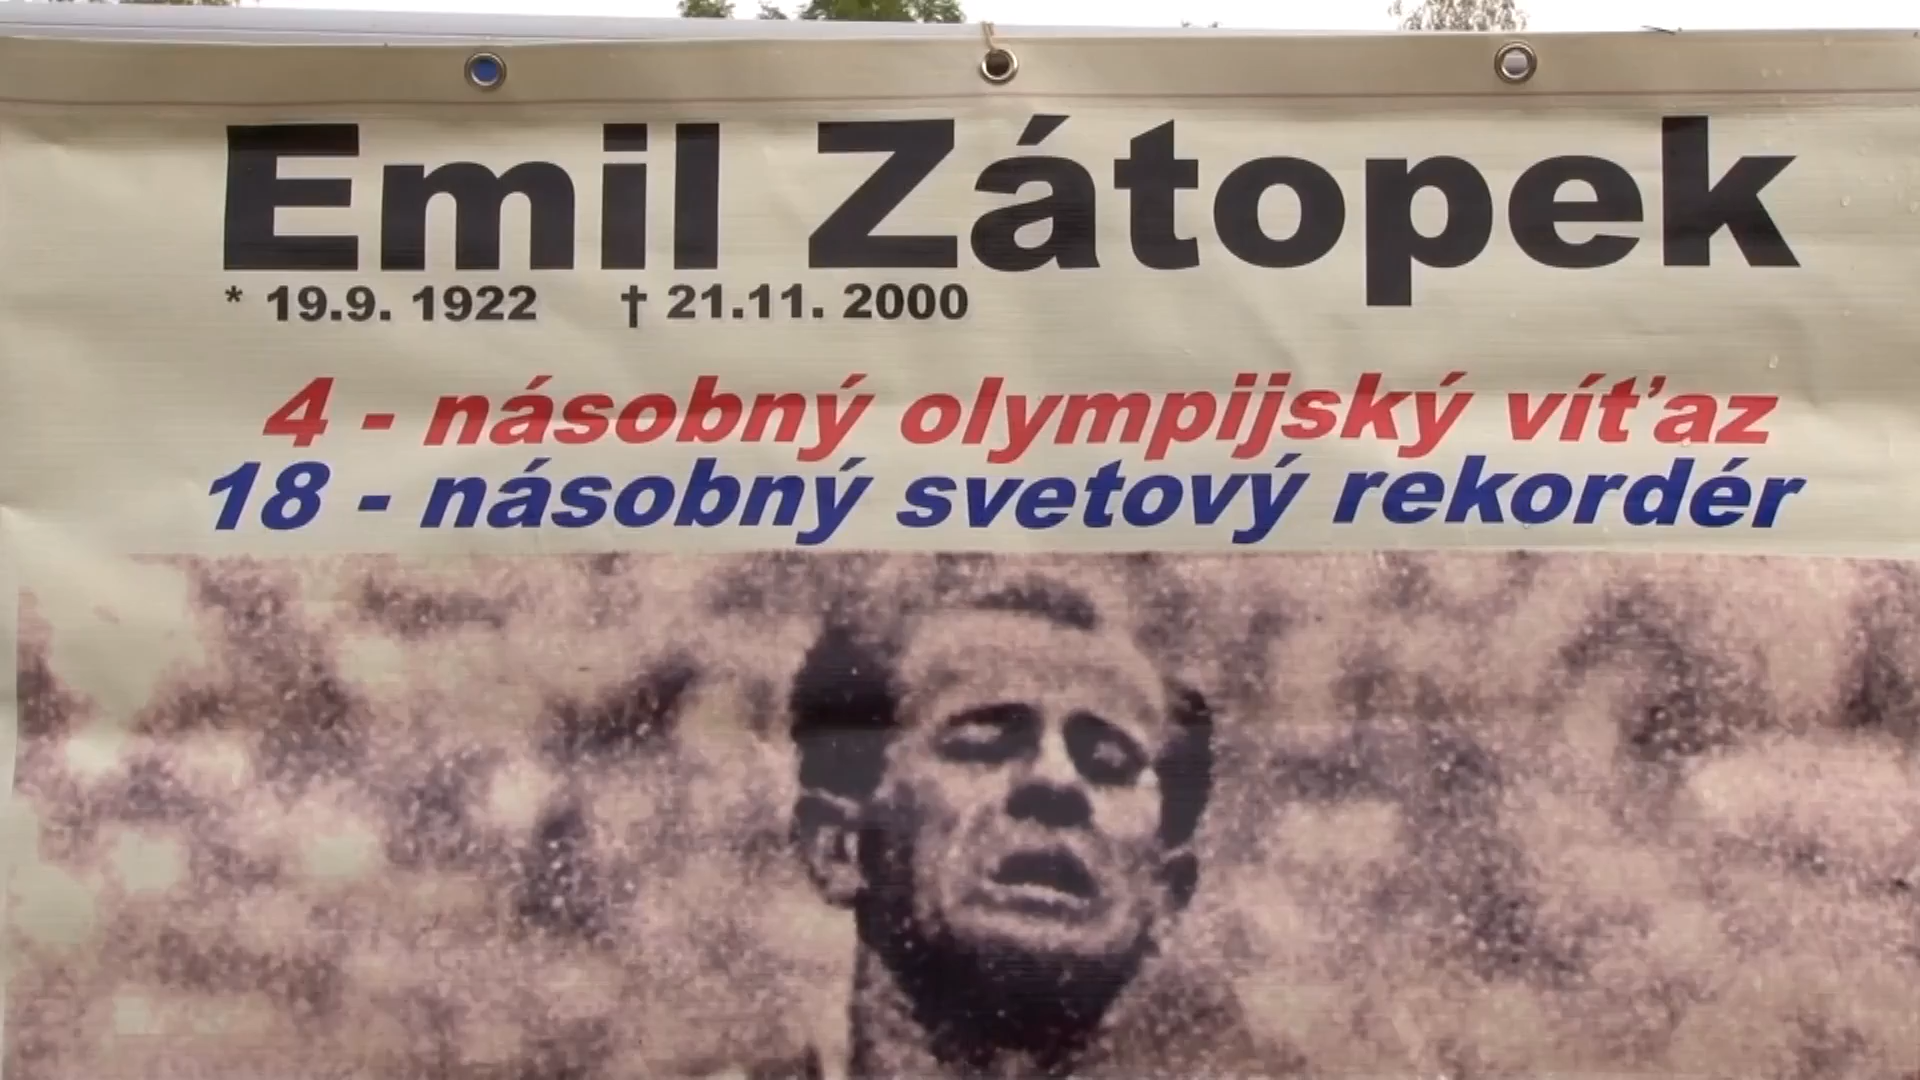 Emil Zátopek
* 19.9. 1922 † 21.11. 2000
4 - násobný olympijský víťaz
18 - násobný svetový rekordér